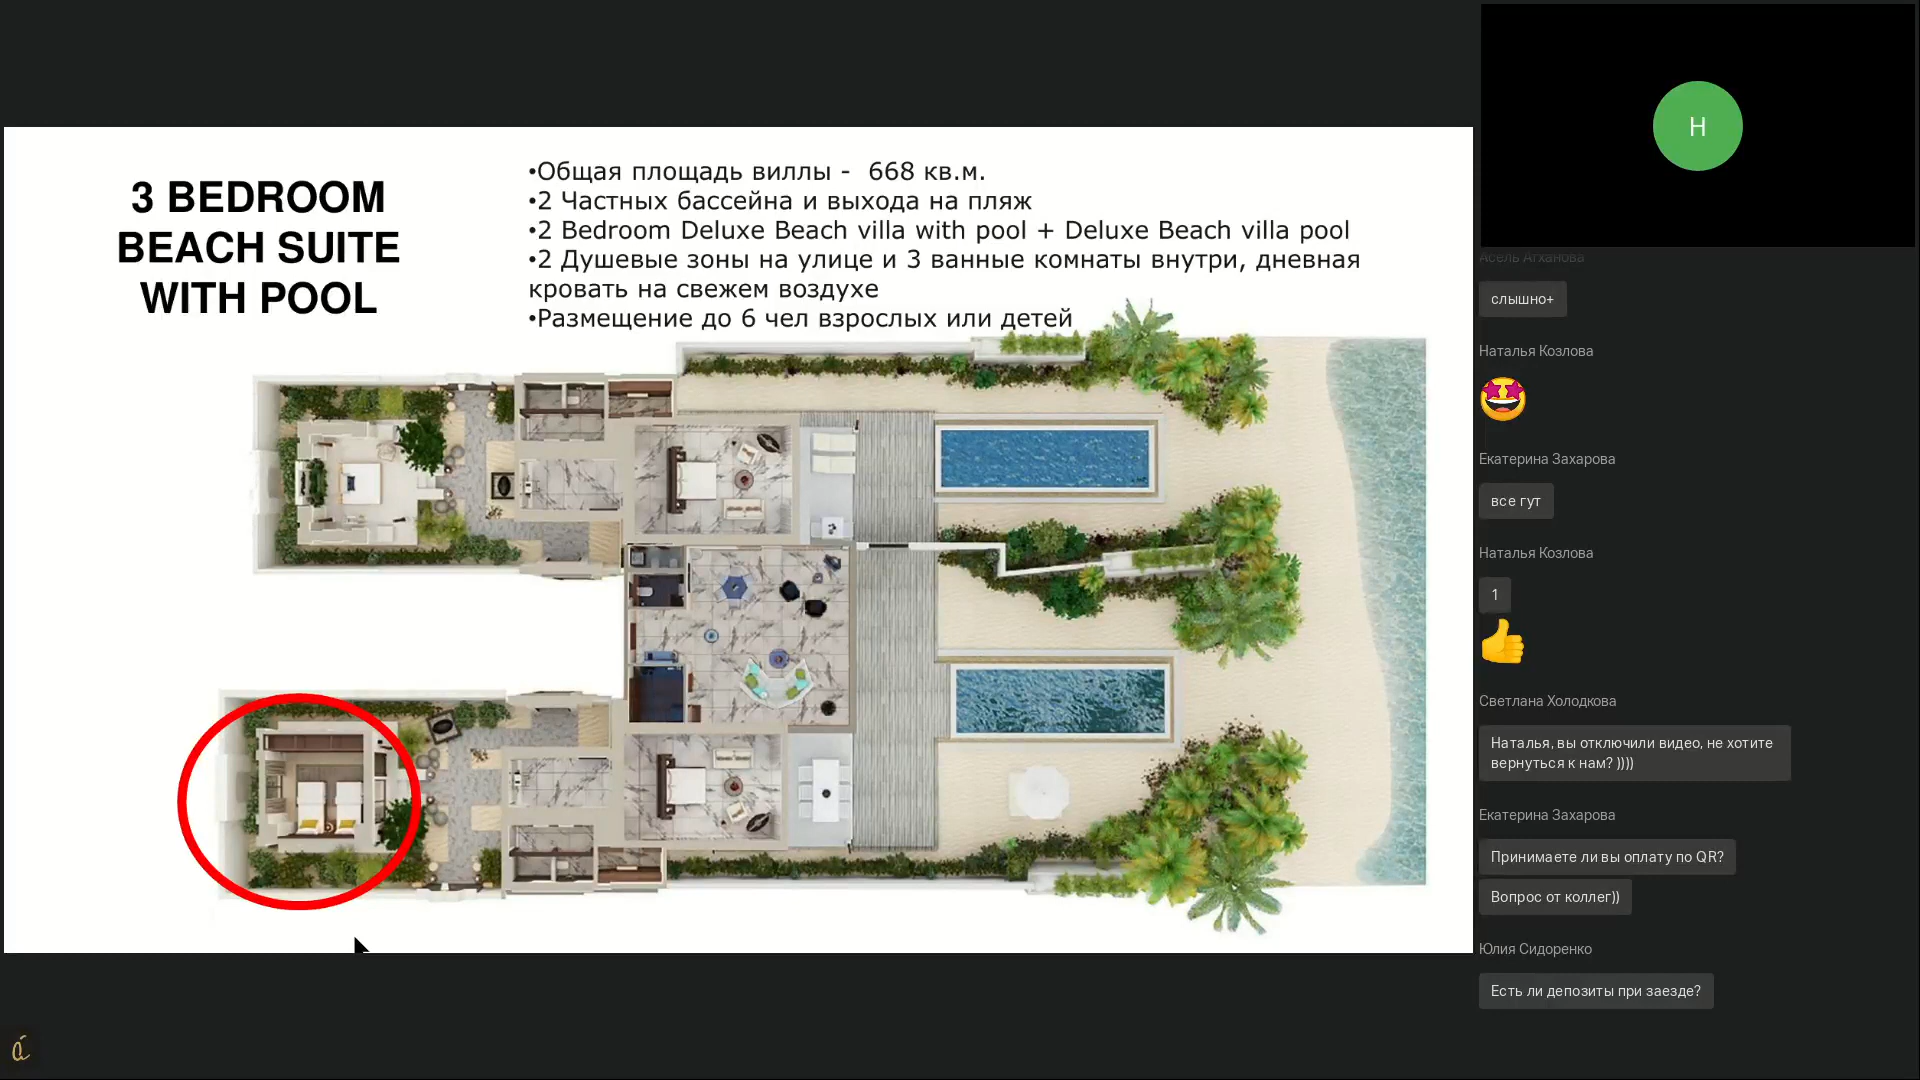 3 BEDROOM
BEACH SUITE
WITH POOL
•Общая площадь виллы -  668 кв.м.
•2 Частных бассейна и выхода на пляж
•2 Bedroom Deluxe Beach villa with pool + Deluxe Beach villa pool
•2 Душевые зоны на улице и 3 ванные комнаты внутри, дневная
кровать на свежем воздухе
•Размещение до 6 чел взрослых или детей
Н
Асель Агханова
слышно+
Наталья Козлова
Екатерина Захарова
все гут
Наталья Козлова
1
Светлана Холодкова
Наталья, вы отключили видео, не хотите
вернуться к нам? ))))
Екатерина Захарова
Принимаете ли вы оплату по QR?
Вопрос от коллег))
Юлия Сидоренко
Есть ли депозиты при заезде?
á